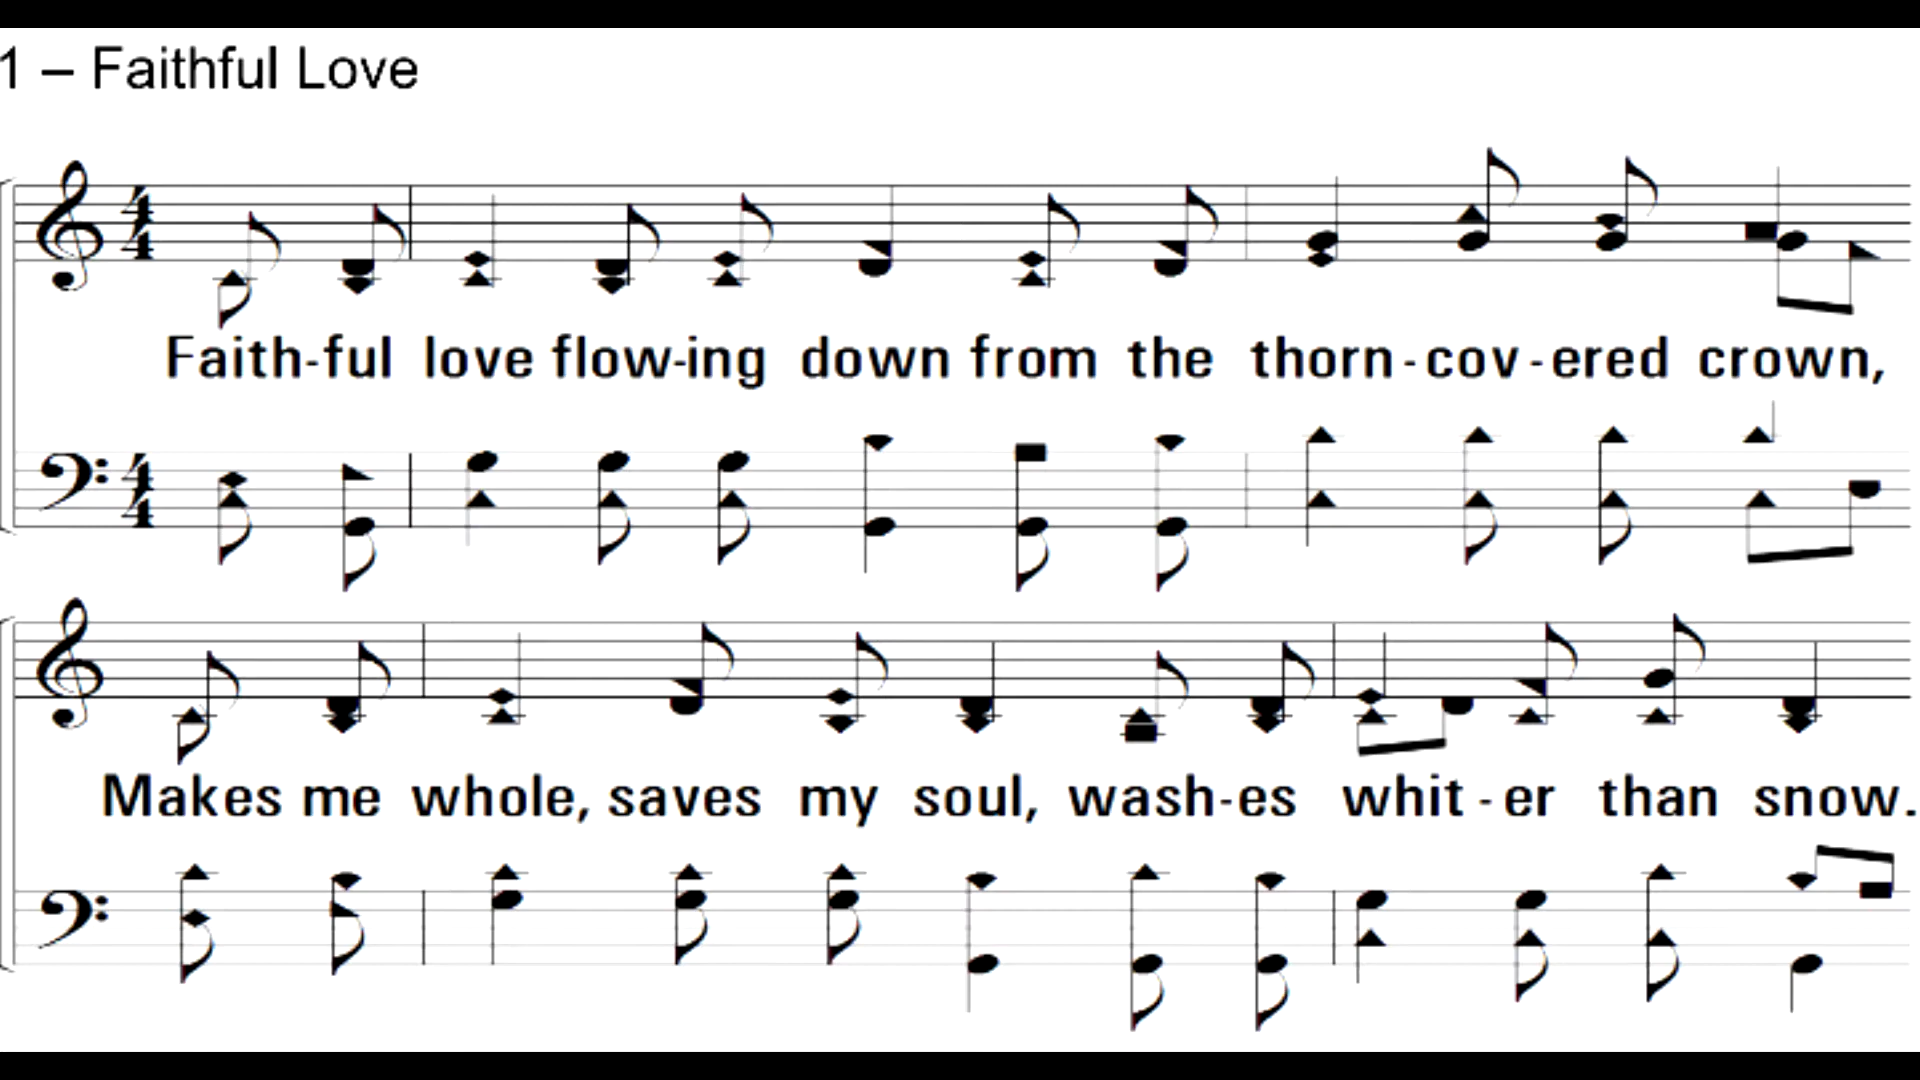 1 – Faithful Love
Faith-ful love flow-ing down from the thorn-cov-ered crown,
Makes me whole, saves my soul, wash-es whit-er than snow.